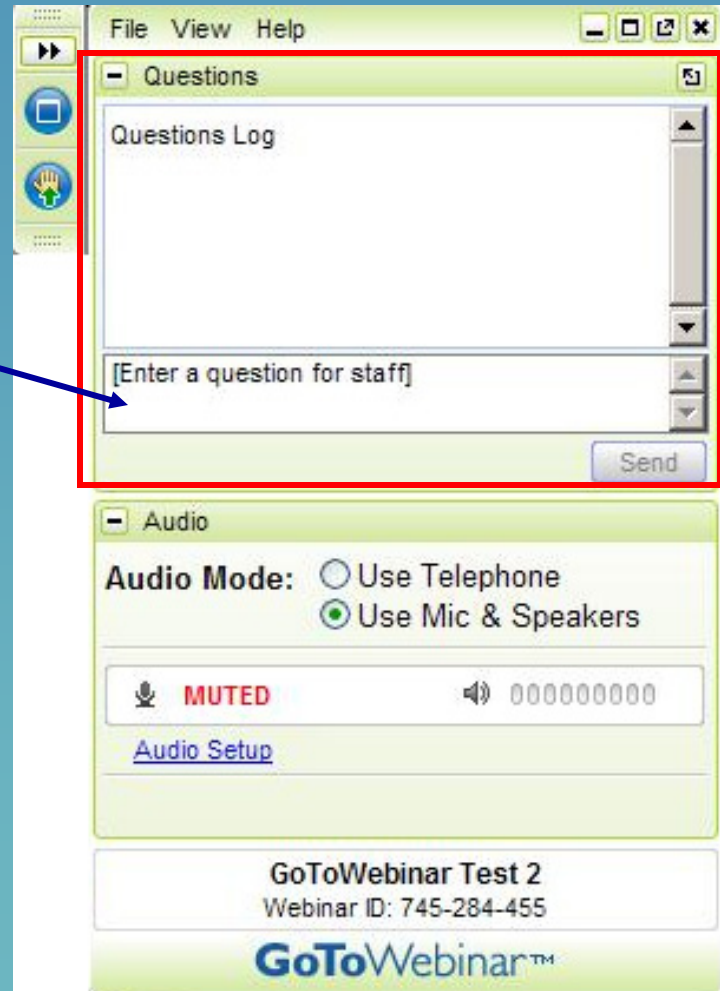 File View Help
Questions
Questions Log
[Enter a question for staff]
Send
Audio
Audio Mode: Use Telephone
Use Mic & Speakers
MUTED 000000000
Audio Setup
GoToWebinar Test 2
Webinar ID: 745-284-455
GoToWebinar™